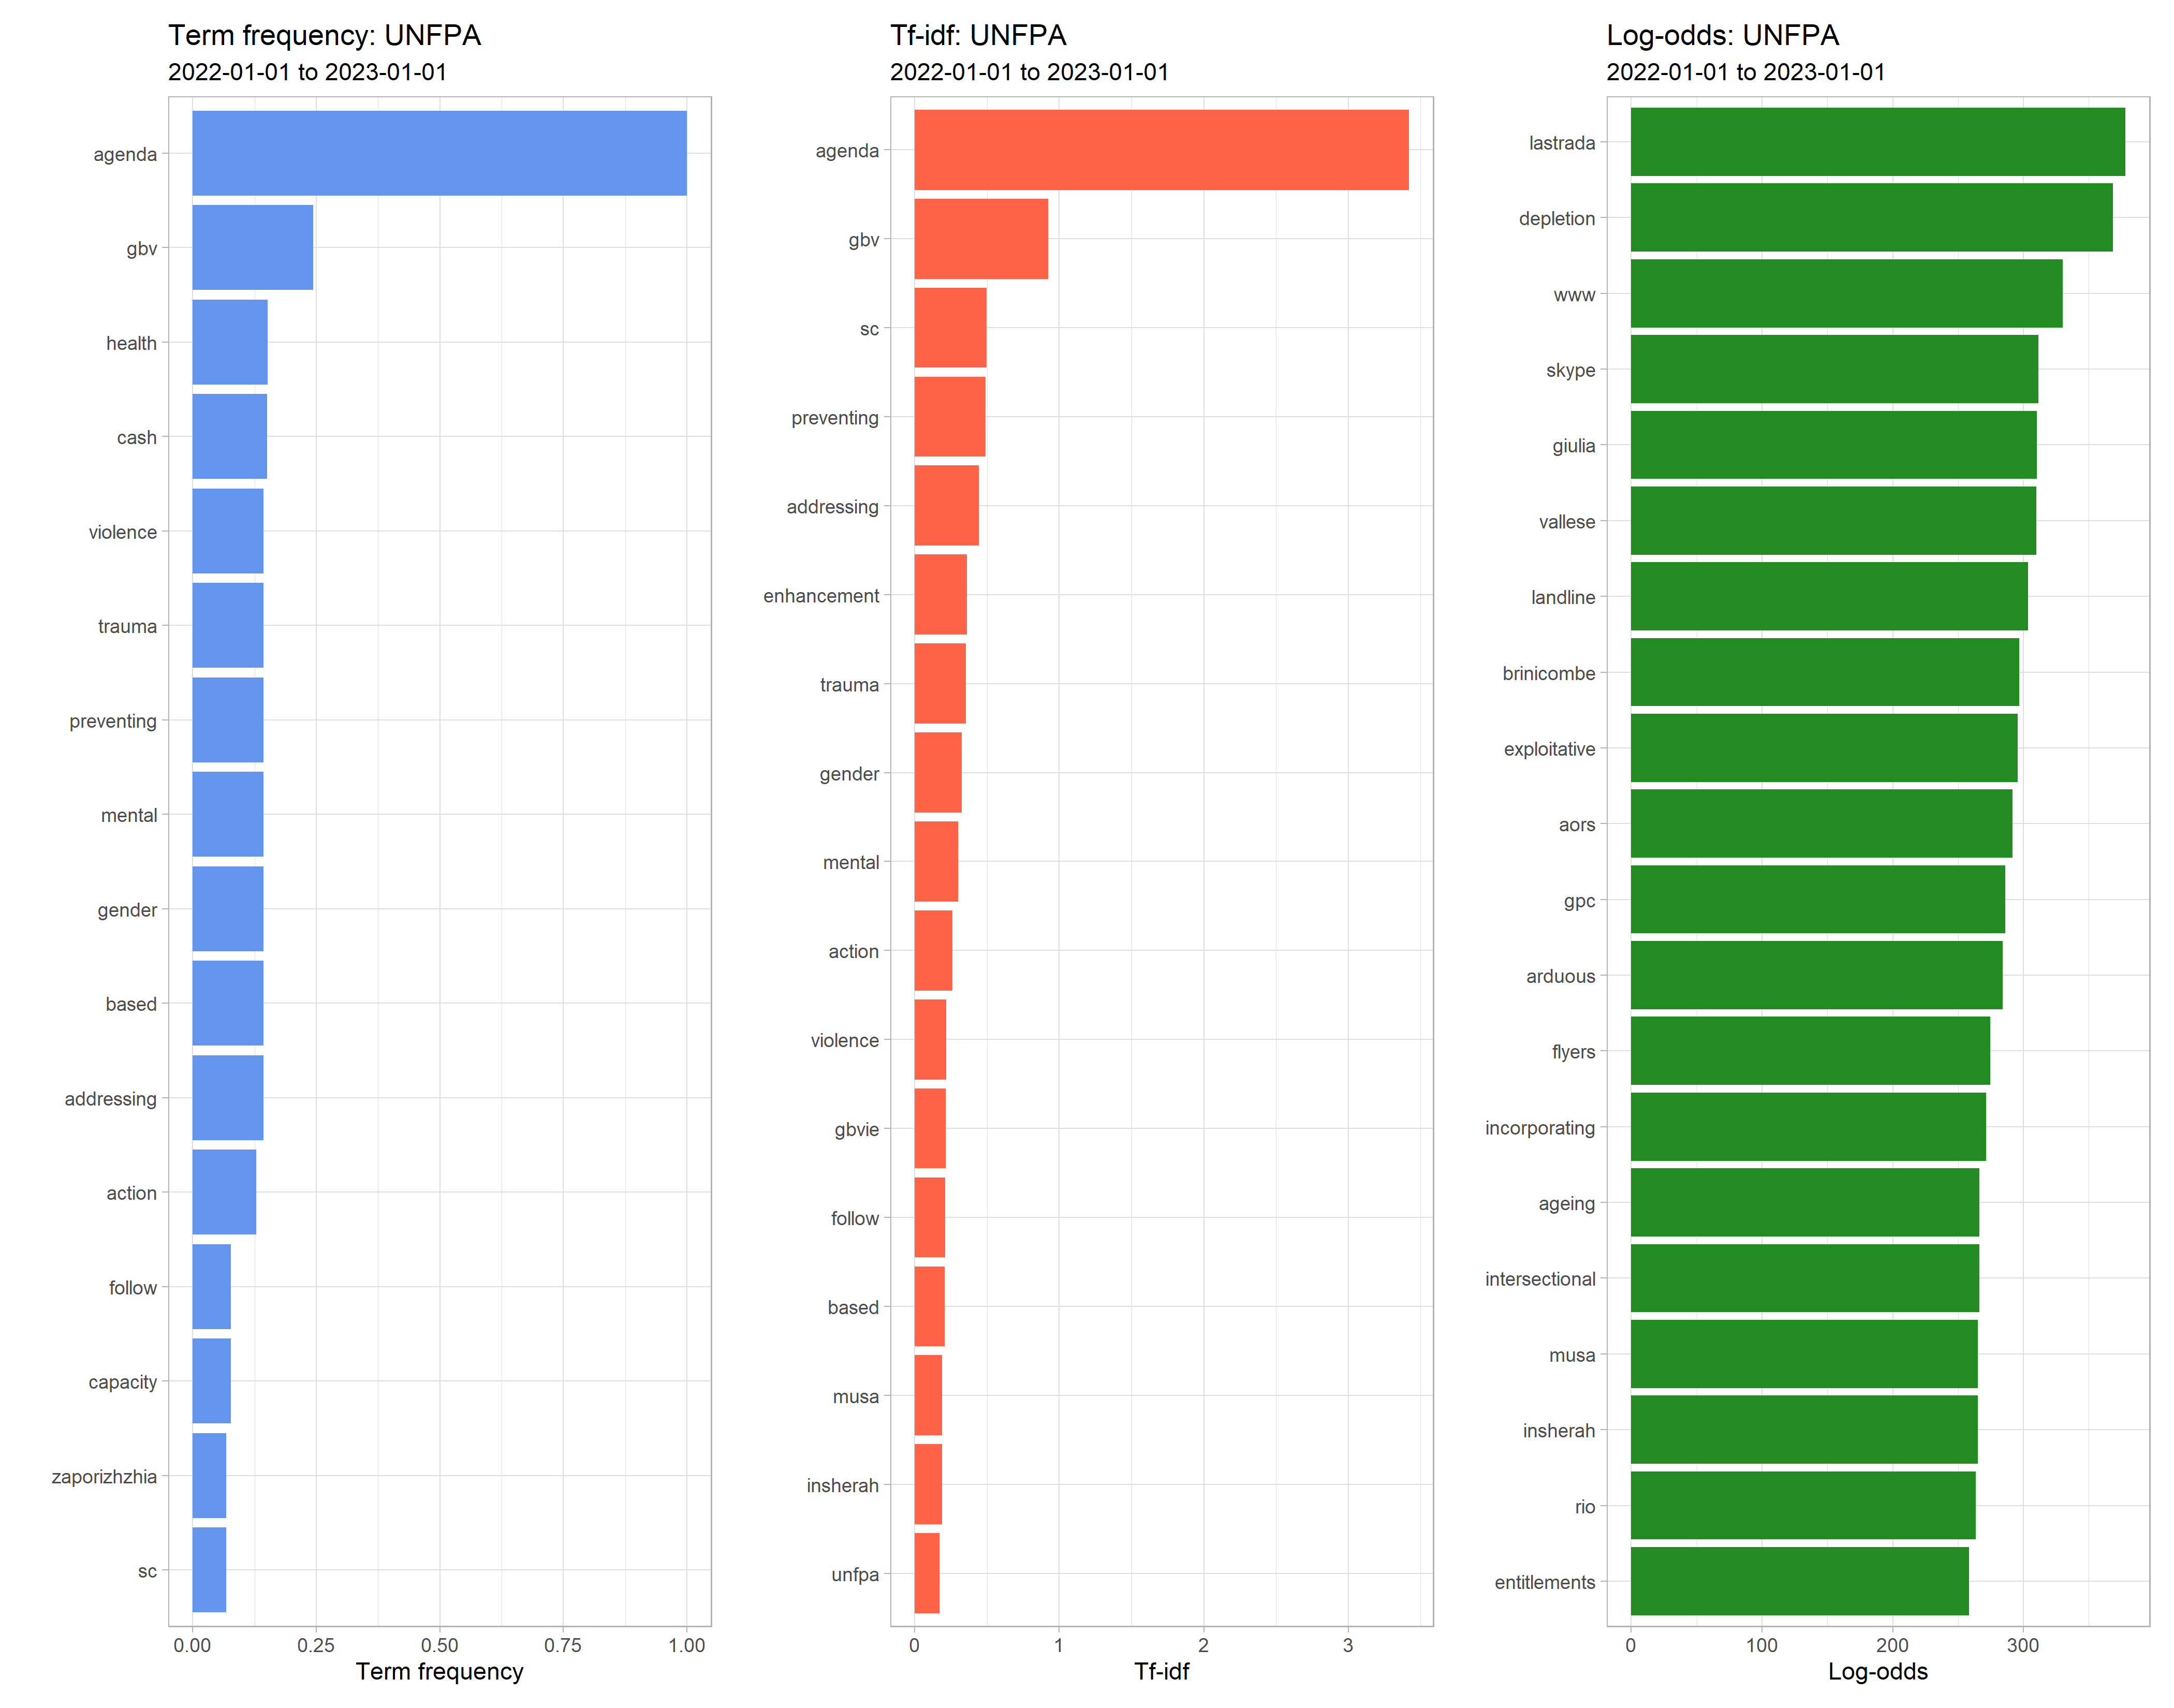 Term frequency: UNFPA
2022-01-01 to 2023-01-01
agenda
gbv
health
cash
violence
trauma
preventing
mental
gender
based
addressing
action
follow
capacity
zaporizhzhia
sc
0.00 0.25 0.50 0.75 1.00
Term frequency
Tf-idf: UNFPA
2022-01-01 to 2023-01-01
agenda
gbv
sc
preventing
addressing
enhancement
trauma
gender
mental
action
violence
gbvie
follow
based
musa
insherah
unfpa
0 1 2 3
Tf-idf
Log-odds: UNFPA
2022-01-01 to 2023-01-01
lastrada
depletion
www
skype
giulia
vallese
landline
brinicombe
exploitative
aors
gpc
arduous
flyers
incorporating
ageing
intersectional
musa
insherah
rio
entitlements
0 100 200 300
Log-odds